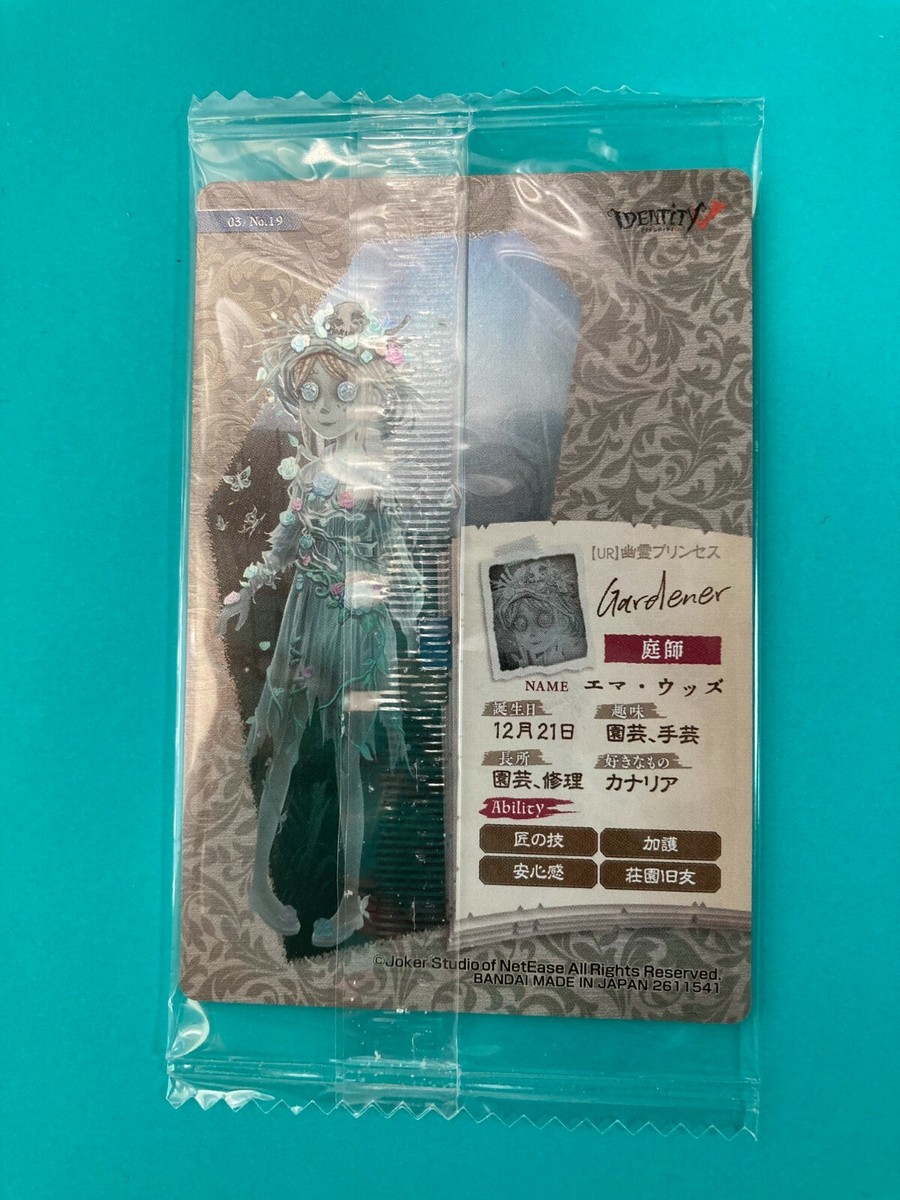 03 No.19
IDENTITY V
【UR】幽霊プリンセス
Gardener
庭師
NAME エマ・ウッズ
誕生日 趣味
12月21日 園芸、手芸
長所 好きなもの
園芸、修理 カナリア
Ability
匠の技 加護
安心感 荘園旧友
©Joker Studio of NetEase All Rights Reserved.
BANDAI MADE IN JAPAN 2611541